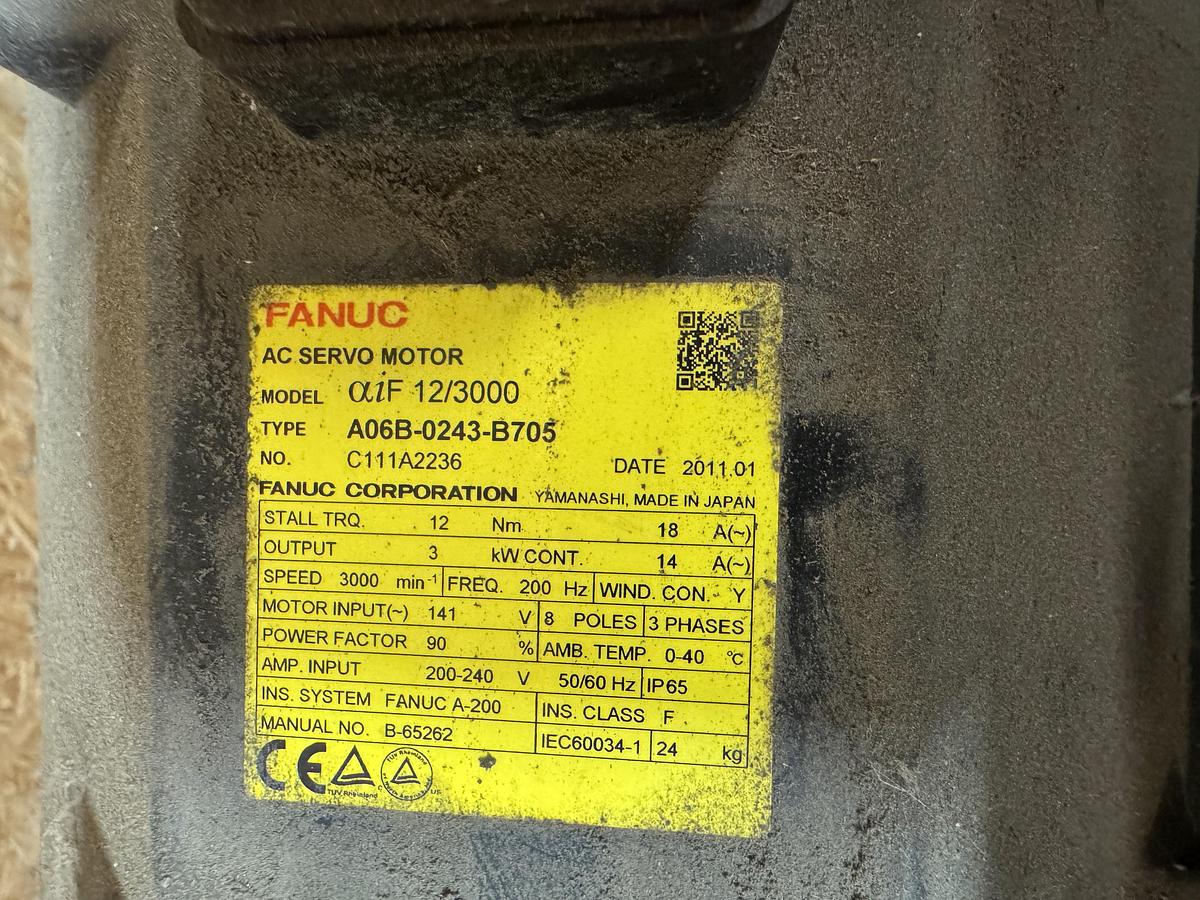 FANUC
AC SERVO MOTOR
MODEL αiF 12/3000
TYPE A06B-0243-B705
NO. C111A2236 DATE 2011.01
FANUC CORPORATION YAMANASHI, MADE IN JAPAN
STALL TRQ. 12 Nm 18 A(~)
OUTPUT 3 kW CONT. 14 A(~)
SPEED 3000 min⁻¹ FREQ. 200 Hz WIND. CON. Y
MOTOR INPUT(~) 141 V 8 POLES 3 PHASES
POWER FACTOR 90 % AMB. TEMP. 0-40 ℃
AMP. INPUT 200-240 V 50/60 Hz IP65
INS. SYSTEM FANUC A-200 INS. CLASS F
MANUAL NO. B-65262 IEC60034-1 24 kg
CE
TÜV Rheinland
C US